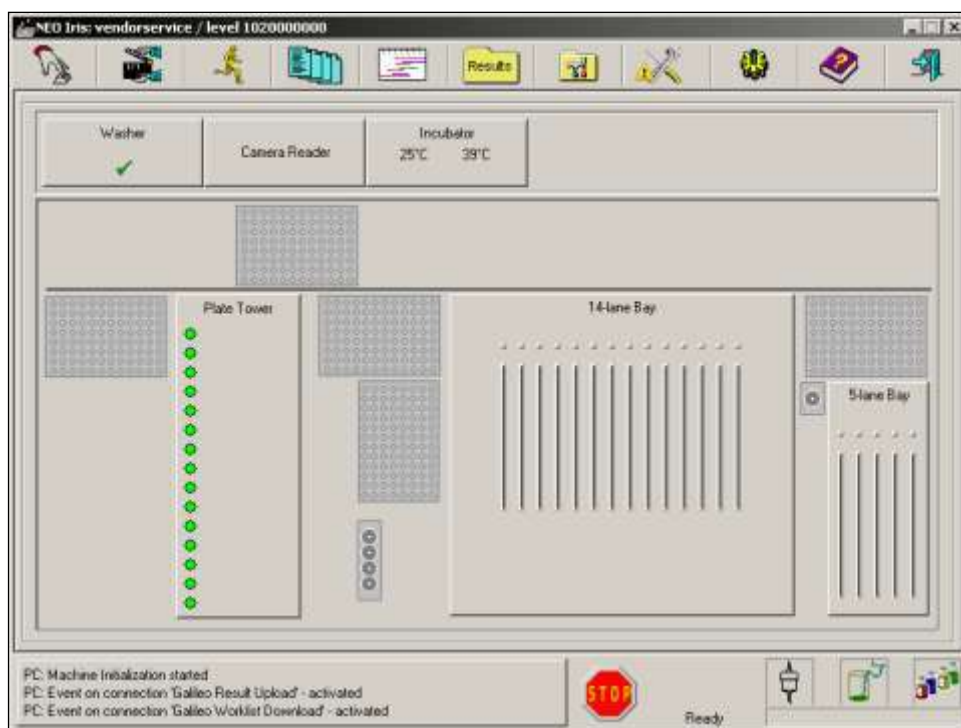 NEO Iris: vendorservice / level 1020000000
Results
Washer
Camera Reader
Incubator
25°C 39°C
Plate Tower
14-lane Bay
5-lane Bay
PC: Machine Initialization started
PC: Event on connection 'Galileo Result Upload' - activated
PC: Event on connection 'Galileo Worklist Download' - activated
STOP
Ready